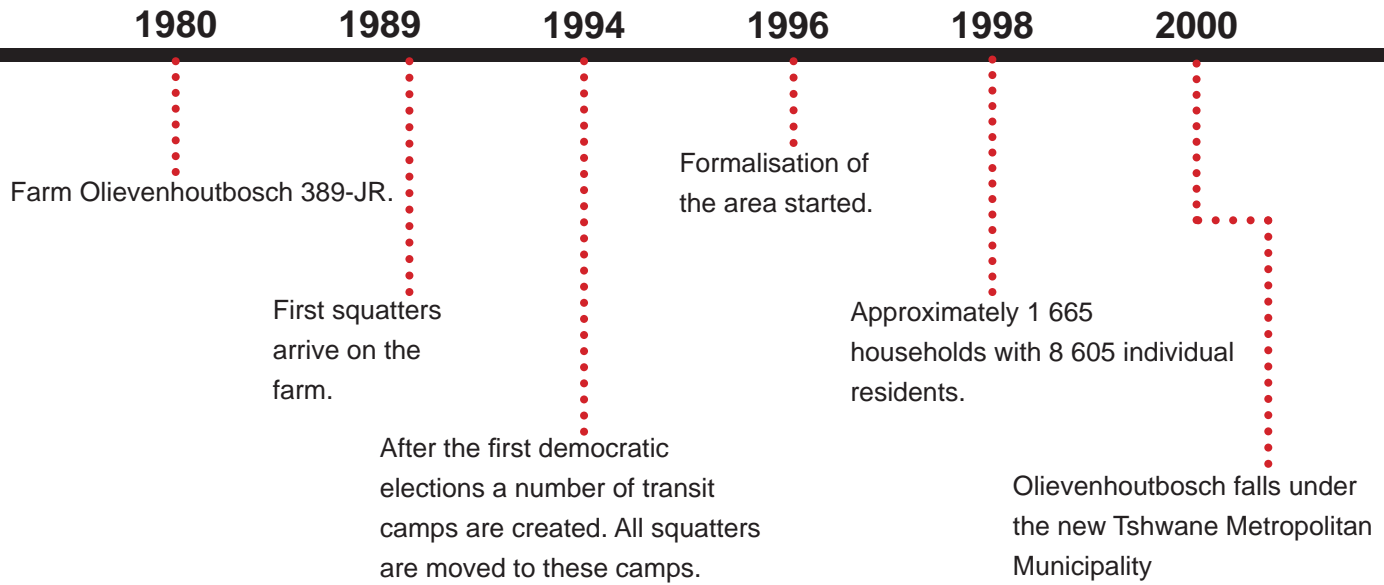 1980 1989 1994 1996 1998 2000
Farm Olievenhoutbosch 389-JR.
First squatters
arrive on the
farm.
After the first democratic
elections a number of transit
camps are created. All squatters
are moved to these camps.
Formalisation of
the area started.
Approximately 1 665
households with 8 605 individual
residents.
Olievenhoutbosch falls under
the new Tshwane Metropolitan
Municipality